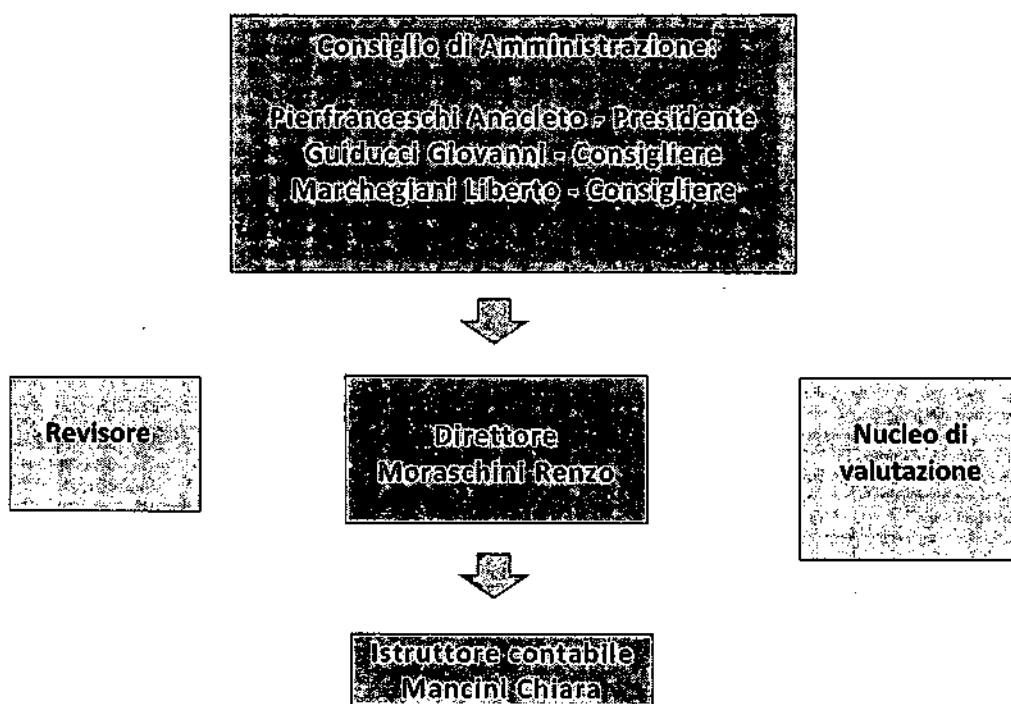 Consiglio di Amministrazione:
Pierfranceschi Anacleto - Presidente
Guiducci Giovanni - Consigliere
Marchegiani Liberto - Consigliere
Revisore
Direttore
Moraschini Renzo
Nucleo di
valutazione
Istruttore contabile
Mancini Chiara